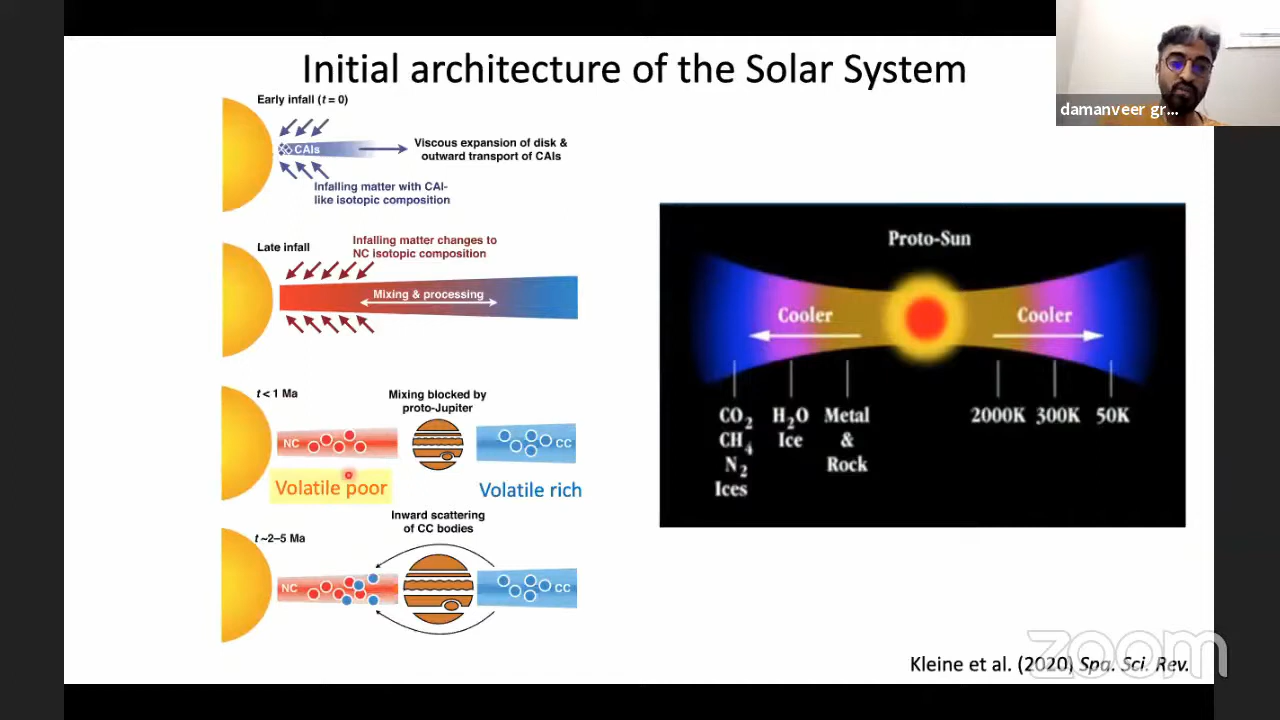 Initial architecture of the Solar System
damanveer gr...
Early infall (t = 0)
CAIs
Viscous expansion of disk &
outward transport of CAIs
Infalling matter with CAI-
like isotopic composition
Late infall
Infalling matter changes to
NC isotopic composition
Mixing & processing
t < 1 Ma
Mixing blocked by
proto-Jupiter
NC
CC
Volatile poor
Volatile rich
Inward scattering
of CC bodies
t ~2–5 Ma
NC
CC
Proto-Sun
Cooler
Cooler
CO2
CH4
N2
Ices
H2O
Ice
Metal
&
Rock
2000K
300K
50K
Kleine et al. (2020) Spa. Sci. Rev.
zoom